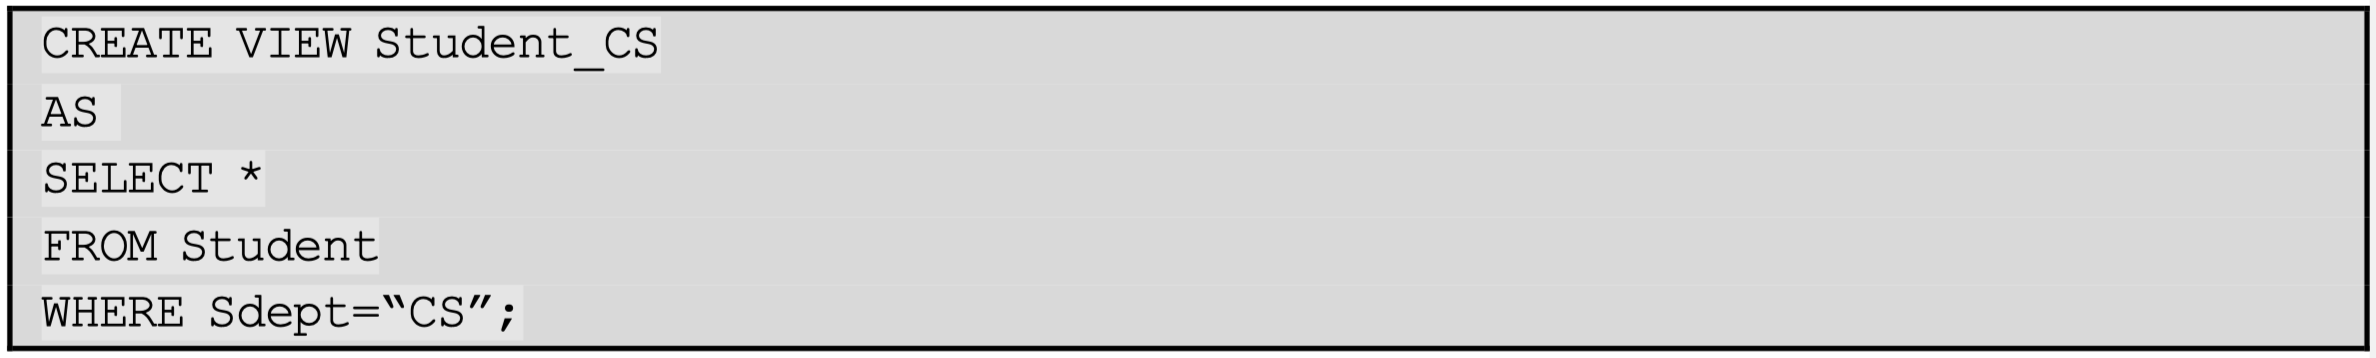 CREATE VIEW Student_CS
AS
SELECT *
FROM Student
WHERE Sdept=“CS”;